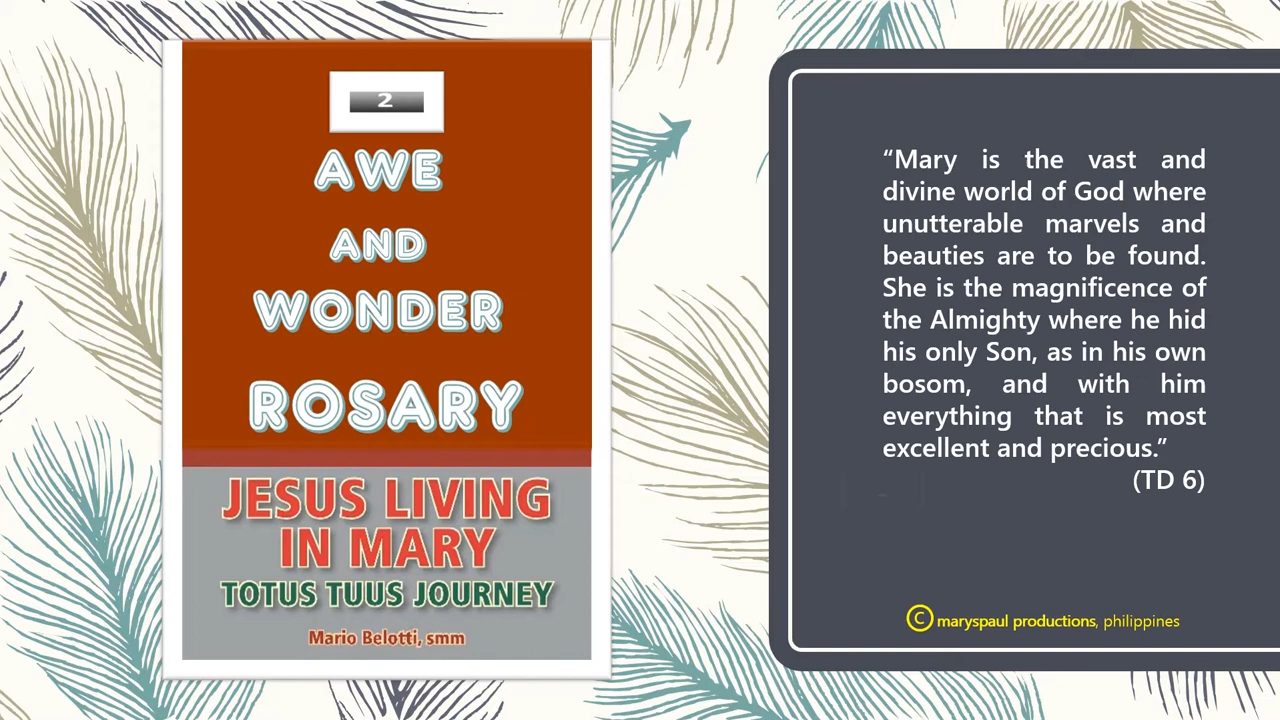 2
AWE
AND
WONDER
ROSARY
JESUS LIVING
IN MARY
TOTUS TUUS JOURNEY
Mario Belotti, smm
“Mary is the vast and
divine world of God where
unutterable marvels and
beauties are to be found.
She is the magnificence of
the Almighty where he hid
his only Son, as in his own
bosom, and with him
everything that is most
excellent and precious.”
(TD 6)
© maryspaul productions, philippines